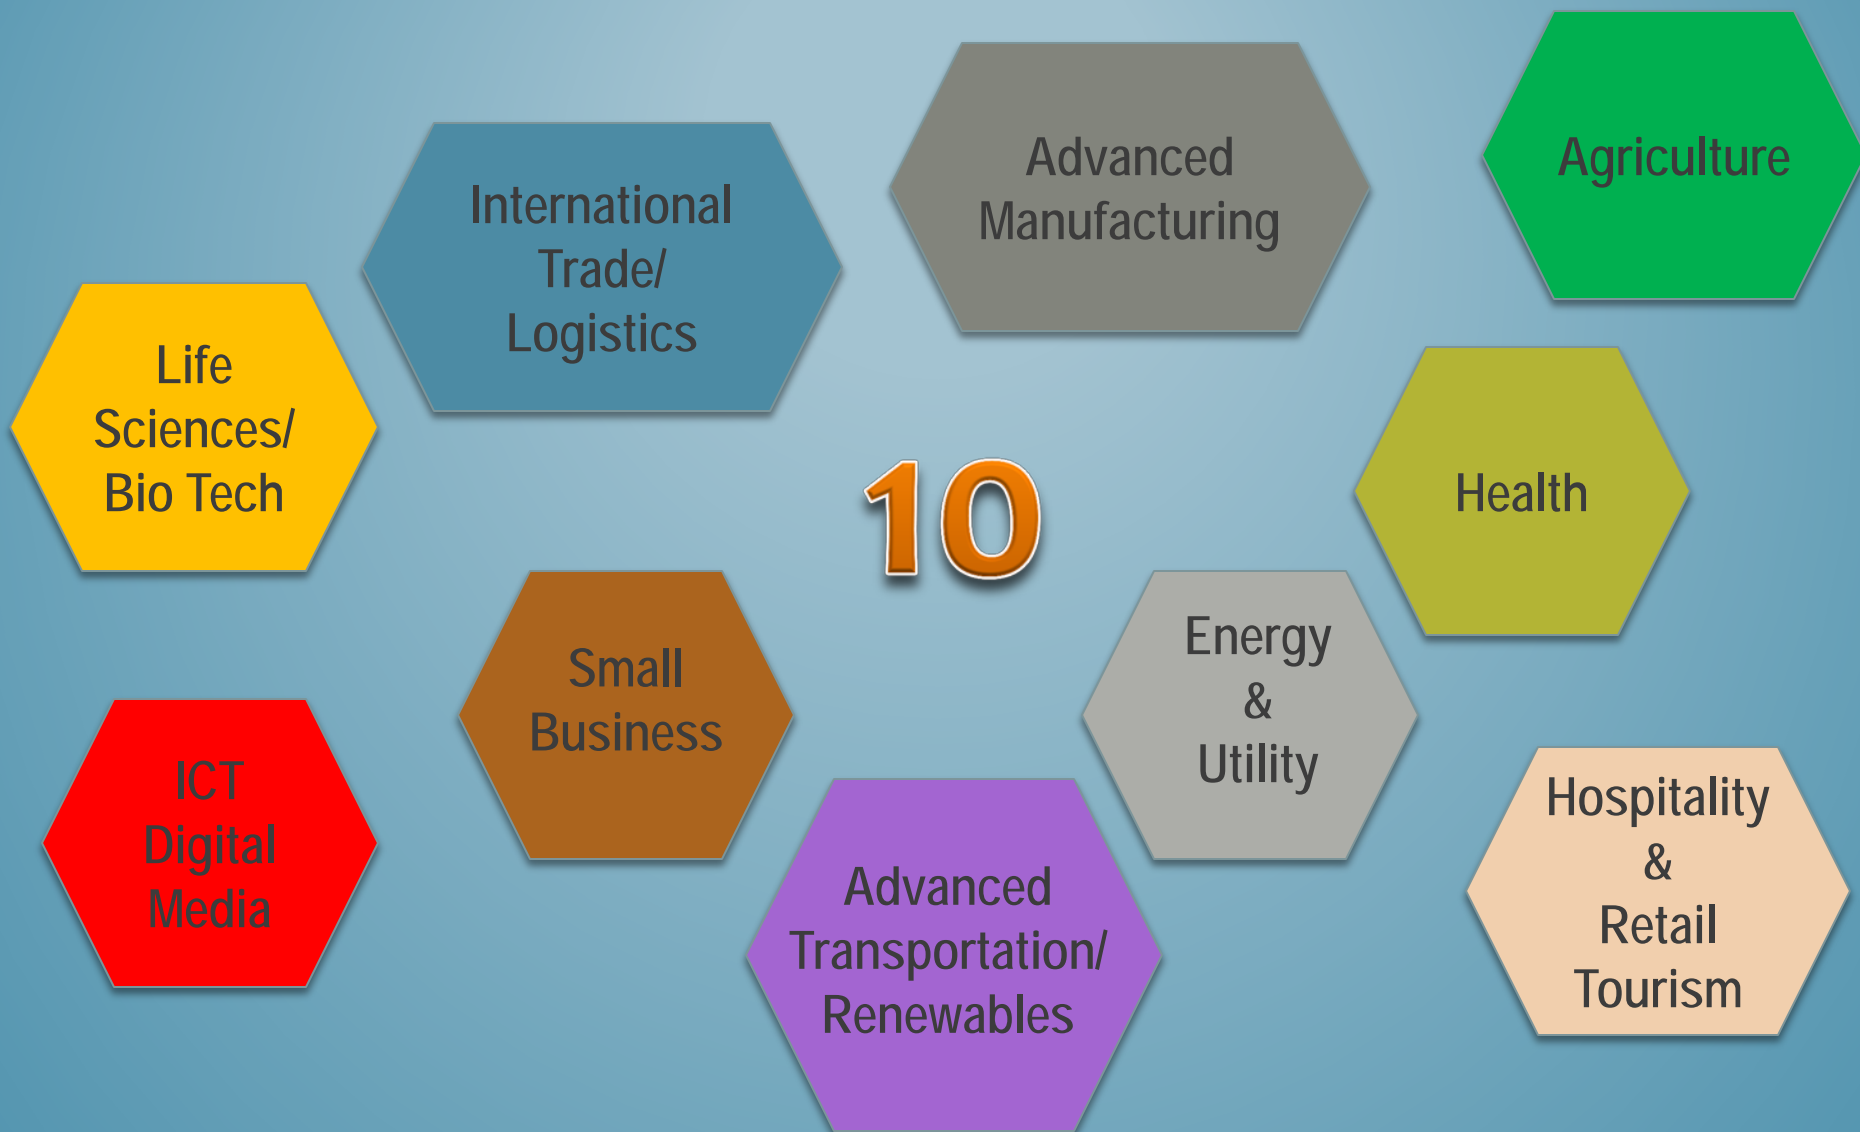 Advanced
Manufacturing
Agriculture
International
Trade/
Logistics
Life
Sciences/
Bio Tech
10
Health
Small
Business
Energy
&
Utility
ICT
Digital
Media
Advanced
Transportation/
Renewables
Hospitality
&
Retail
Tourism